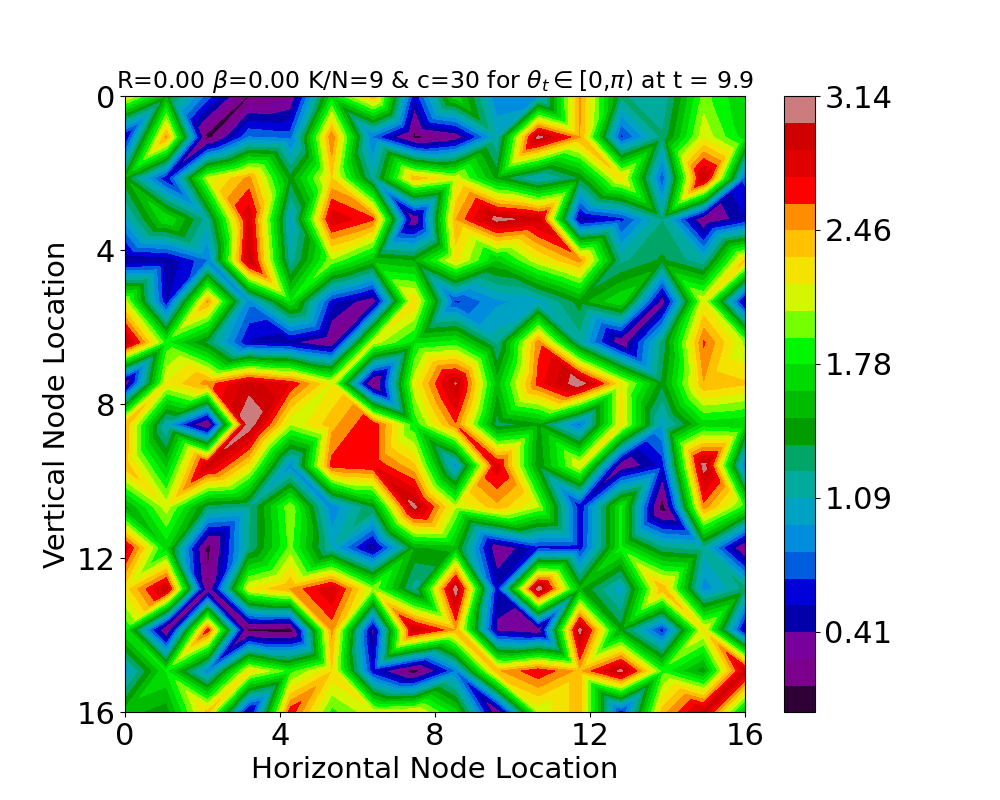 R=0.00 β=0.00 K/N=9 & c=30 for θₜ∈[0,π) at t = 9.9
0
4
8
12
16
0 4 8 12 16
Vertical Node Location
Horizontal Node Location
3.14
2.46
1.78
1.09
0.41